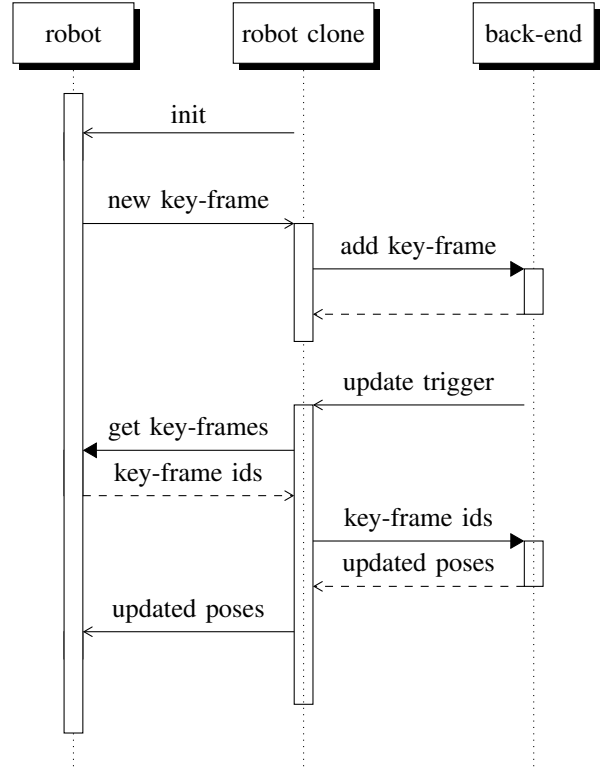 robot
robot clone
back-end
init
new key-frame
add key-frame
update trigger
get key-frames
key-frame ids
key-frame ids
updated poses
updated poses